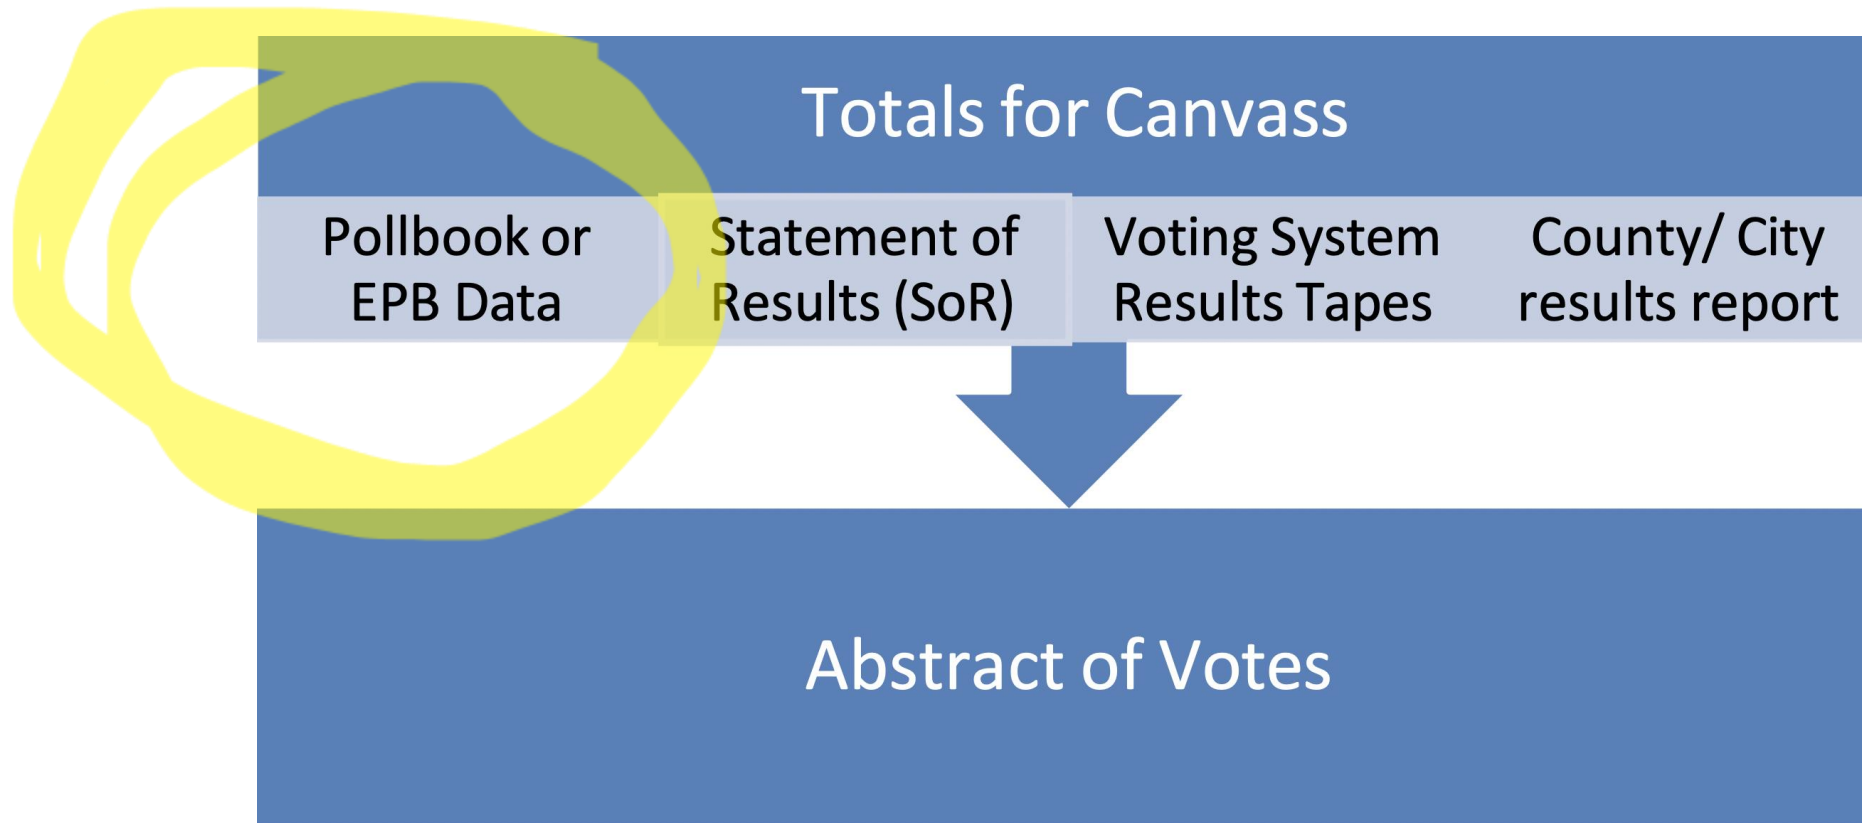 Totals for Canvass
Pollbook or
EPB Data
Statement of
Results (SoR)
Voting System
Results Tapes
County/ City
results report
Abstract of Votes